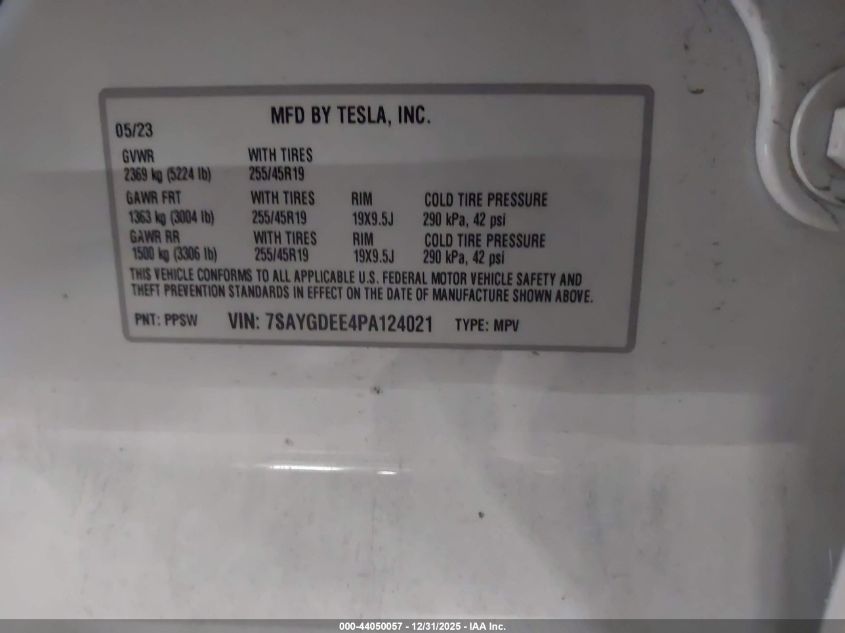 MFD BY TESLA, INC.
05/23
GVWR WITH TIRES
2369 kg (5224 lb) 255/45R19
GAWR FRT WITH TIRES RIM COLD TIRE PRESSURE
1363 kg (3004 lb) 255/45R19 19X9.5J 290 kPa, 42 psi
GAWR RR WITH TIRES RIM COLD TIRE PRESSURE
1500 kg (3306 lb) 255/45R19 19X9.5J 290 kPa, 42 psi
THIS VEHICLE CONFORMS TO ALL APPLICABLE U.S. FEDERAL MOTOR VEHICLE SAFETY AND
THEFT PREVENTION STANDARDS IN EFFECT ON THE DATE OF MANUFACTURE SHOWN ABOVE.
PNT: PPSW VIN: 7SAYGDEE4PA124021 TYPE: MPV
000-44050057 - 12/31/2025 - IAA Inc.